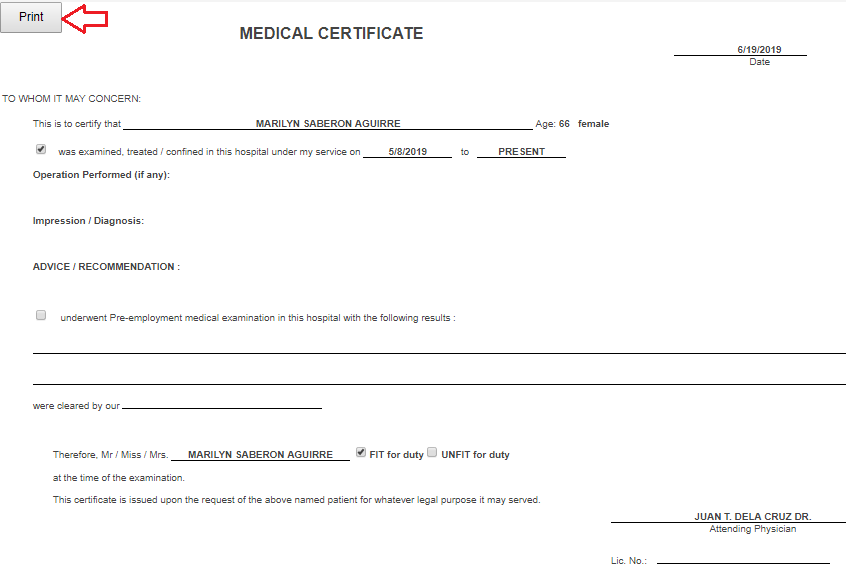 Print
MEDICAL CERTIFICATE
6/19/2019
Date
TO WHOM IT MAY CONCERN:
This is to certify that MARILYN SABERON AGUIRRE Age: 66 female
was examined, treated / confined in this hospital under my service on 5/8/2019 to PRESENT
Operation Performed (if any):
Impression / Diagnosis:
ADVICE / RECOMMENDATION :
underwent Pre-employment medical examination in this hospital with the following results :
were cleared by our
Therefore, Mr / Miss / Mrs. MARILYN SABERON AGUIRRE FIT for duty UNFIT for duty
at the time of the examination.
This certificate is issued upon the request of the above named patient for whatever legal purpose it may served.
JUAN T. DELA CRUZ DR.
Attending Physician
Lic. No.: